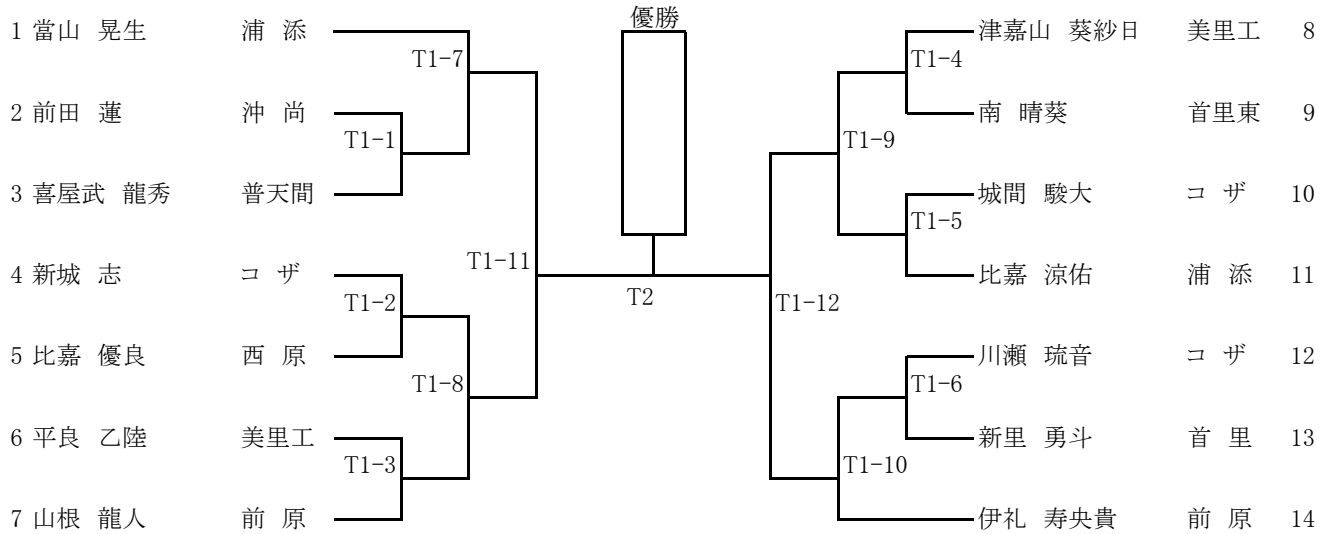 優勝
1 當山 晃生 浦 添 津嘉山 葵紗日 美里工 8
T1-7 T1-4
2 前田 蓮 沖 尚 南 晴葵 首里東 9
T1-1 T1-9
3 喜屋武 龍秀 普天間 城間 駿大 コ ザ 10
T1-5
T1-11
4 新城 志 コ ザ 比嘉 涼佑 浦 添 11
T1-2 T2 T1-12
5 比嘉 優良 西 原 川瀬 琉音 コ ザ 12
T1-8 T1-6
6 平良 乙陸 美里工 新里 勇斗 首 里 13
T1-3 T1-10
7 山根 龍人 前 原 伊礼 寿央貴 前 原 14